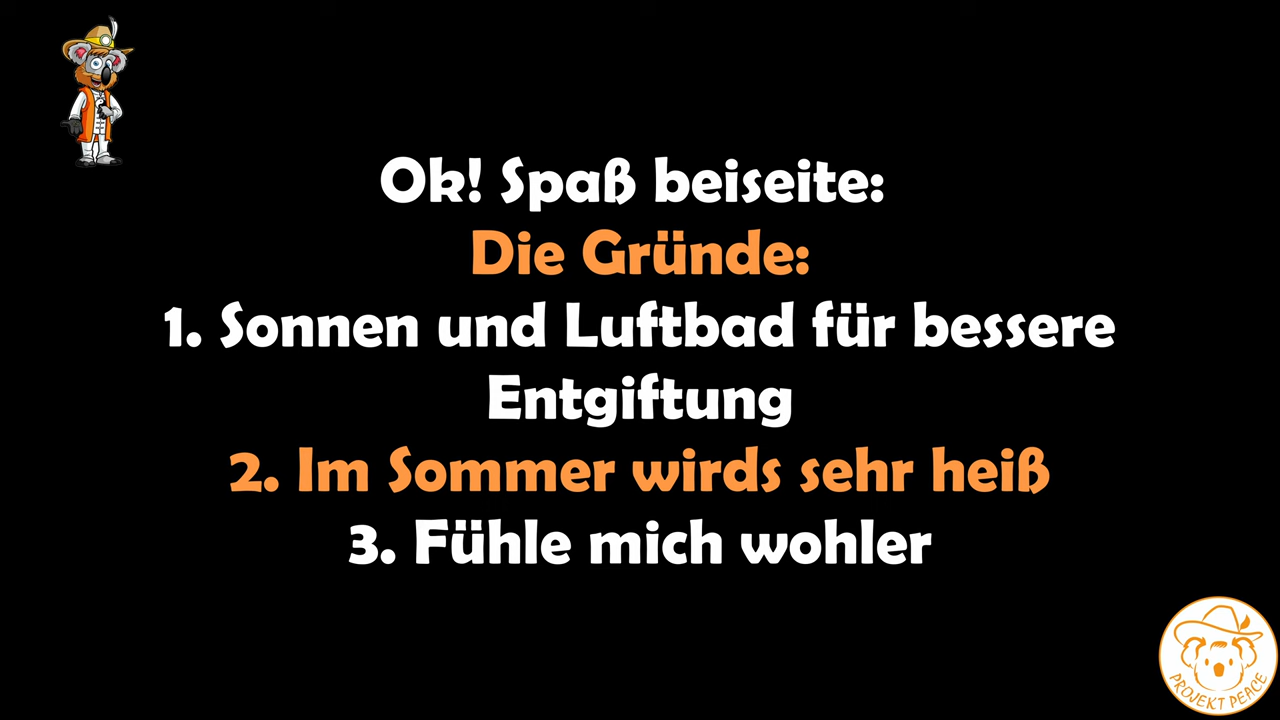 Ok! Spaß beiseite:
Die Gründe:
1. Sonnen und Luftbad für bessere
Entgiftung
2. Im Sommer wirds sehr heiß
3. Fühle mich wohler
PROJEKT PEACE